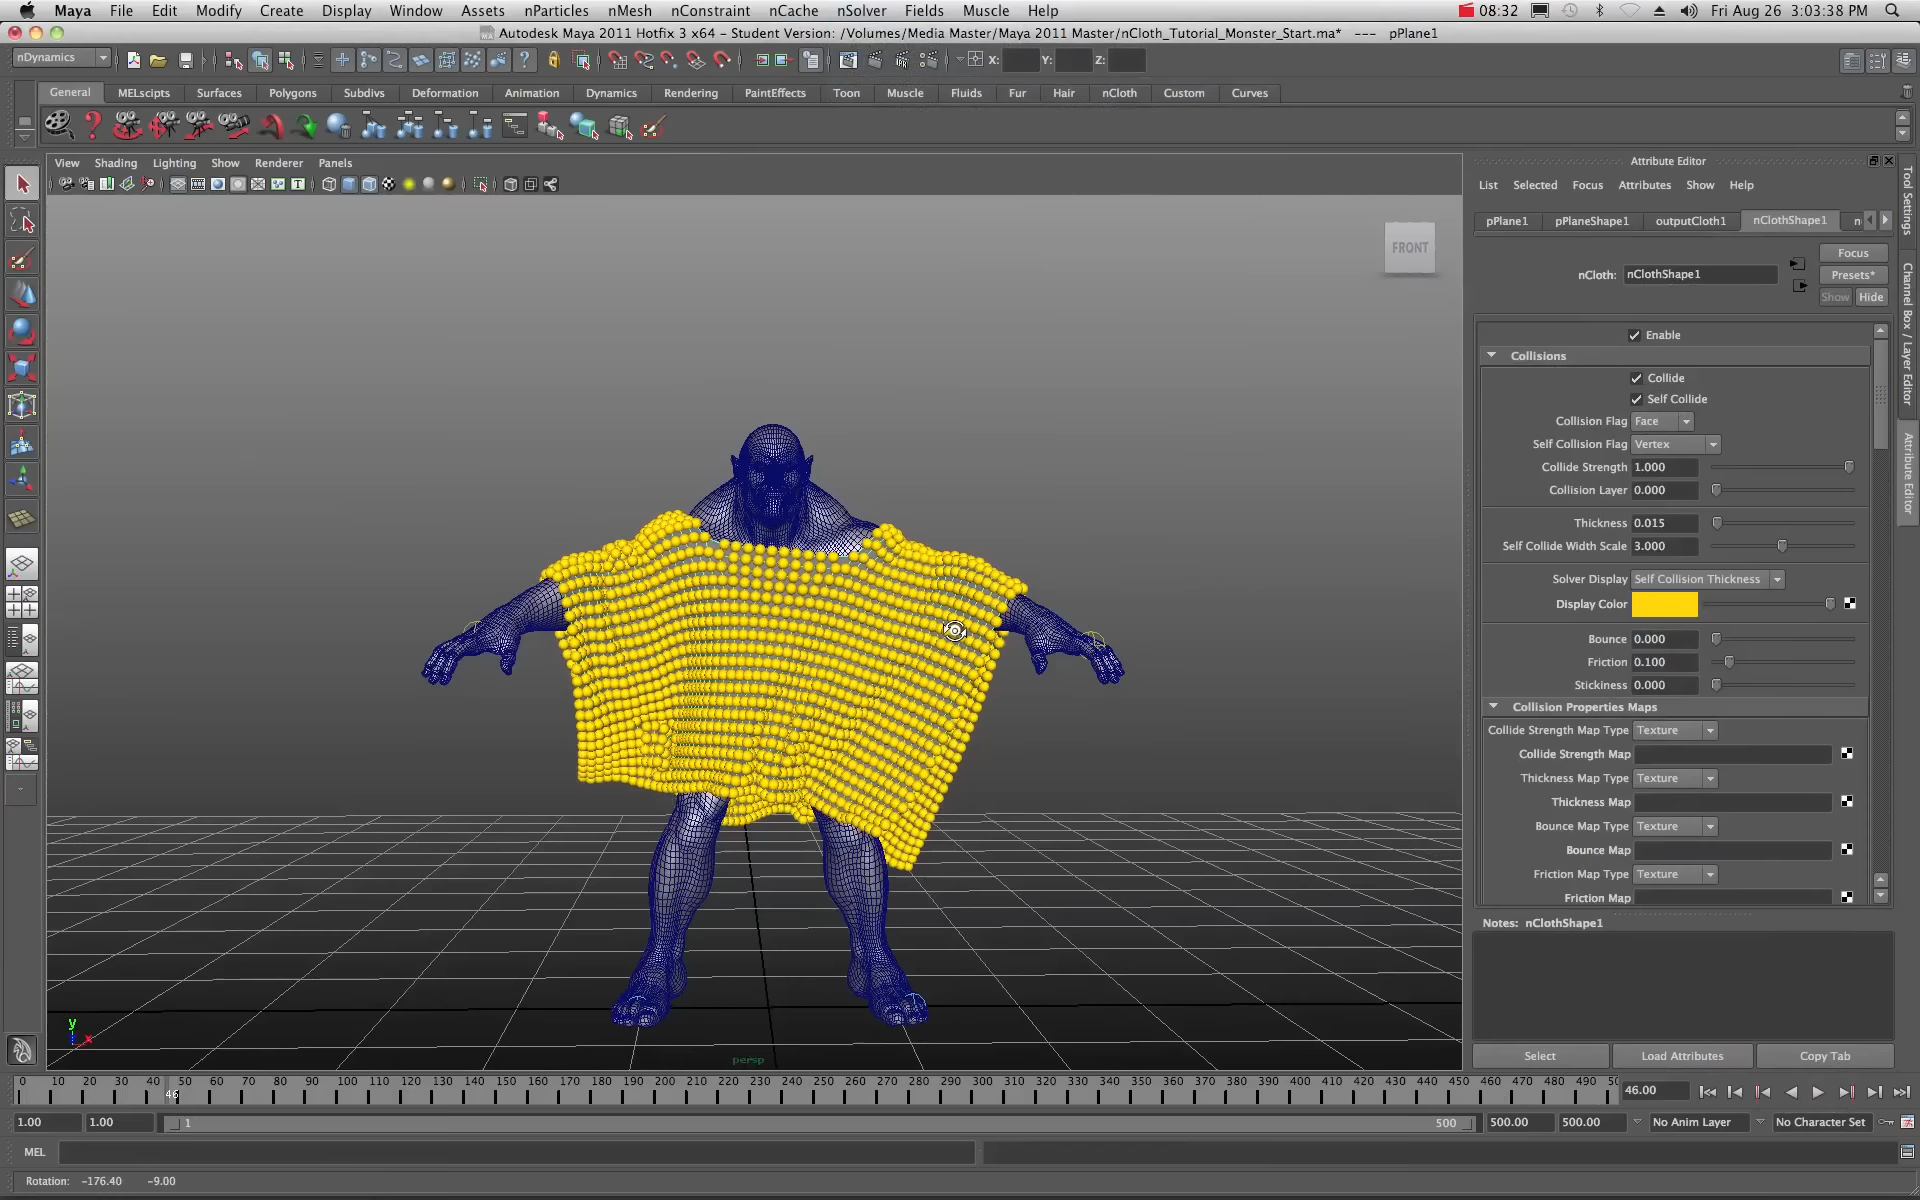 Maya File Edit Modify Create Display Window Assets nParticles nMesh nConstraint nCache nSolver Fields Muscle Help 08:32 Fri Aug 26 3:03:38 PM
Autodesk Maya 2011 Hotfix 3 x64 - Student Version: /Volumes/Media Master/Maya 2011 Master/nCloth_Tutorial_Monster_Start.ma* --- pPlane1
nDynamics X: Y: Z:
General MELscipts Surfaces Polygons Subdivs Deformation Animation Dynamics Rendering PaintEffects Toon Muscle Fluids Fur Hair nCloth Custom Curves
View Shading Lighting Show Renderer Panels
FRONT
persp
y
x
Attribute Editor
List Selected Focus Attributes Show Help
pPlane1 pPlaneShape1 outputCloth1 nClothShape1 n
Focus
nCloth: nClothShape1 Presets*
Show Hide
Enable
Collisions
Collide
Self Collide
Collision Flag Face
Self Collision Flag Vertex
Collide Strength 1.000
Collision Layer 0.000
Thickness 0.015
Self Collide Width Scale 3.000
Solver Display Self Collision Thickness
Display Color
Bounce 0.000
Friction 0.100
Stickiness 0.000
Collision Properties Maps
Collide Strength Map Type Texture
Collide Strength Map
Thickness Map Type Texture
Thickness Map
Bounce Map Type Texture
Bounce Map
Friction Map Type Texture
Friction Map
Notes: nClothShape1
Select Load Attributes Copy Tab
Tool Settings
Channel Box / Layer Editor
Attribute Editor
0 10 20 30 40 50 60 70 80 90 100 110 120 130 140 150 160 170 180 190 200 210 220 230 240 250 260 270 280 290 300 310 320 330 340 350 360 370 380 390 400 410 420 430 440 450 460 470 480 490 50
46 46.00
1.00 1.00 1 500 500.00 500.00 No Anim Layer No Character Set
MEL
Rotation: -176.40 -9.00